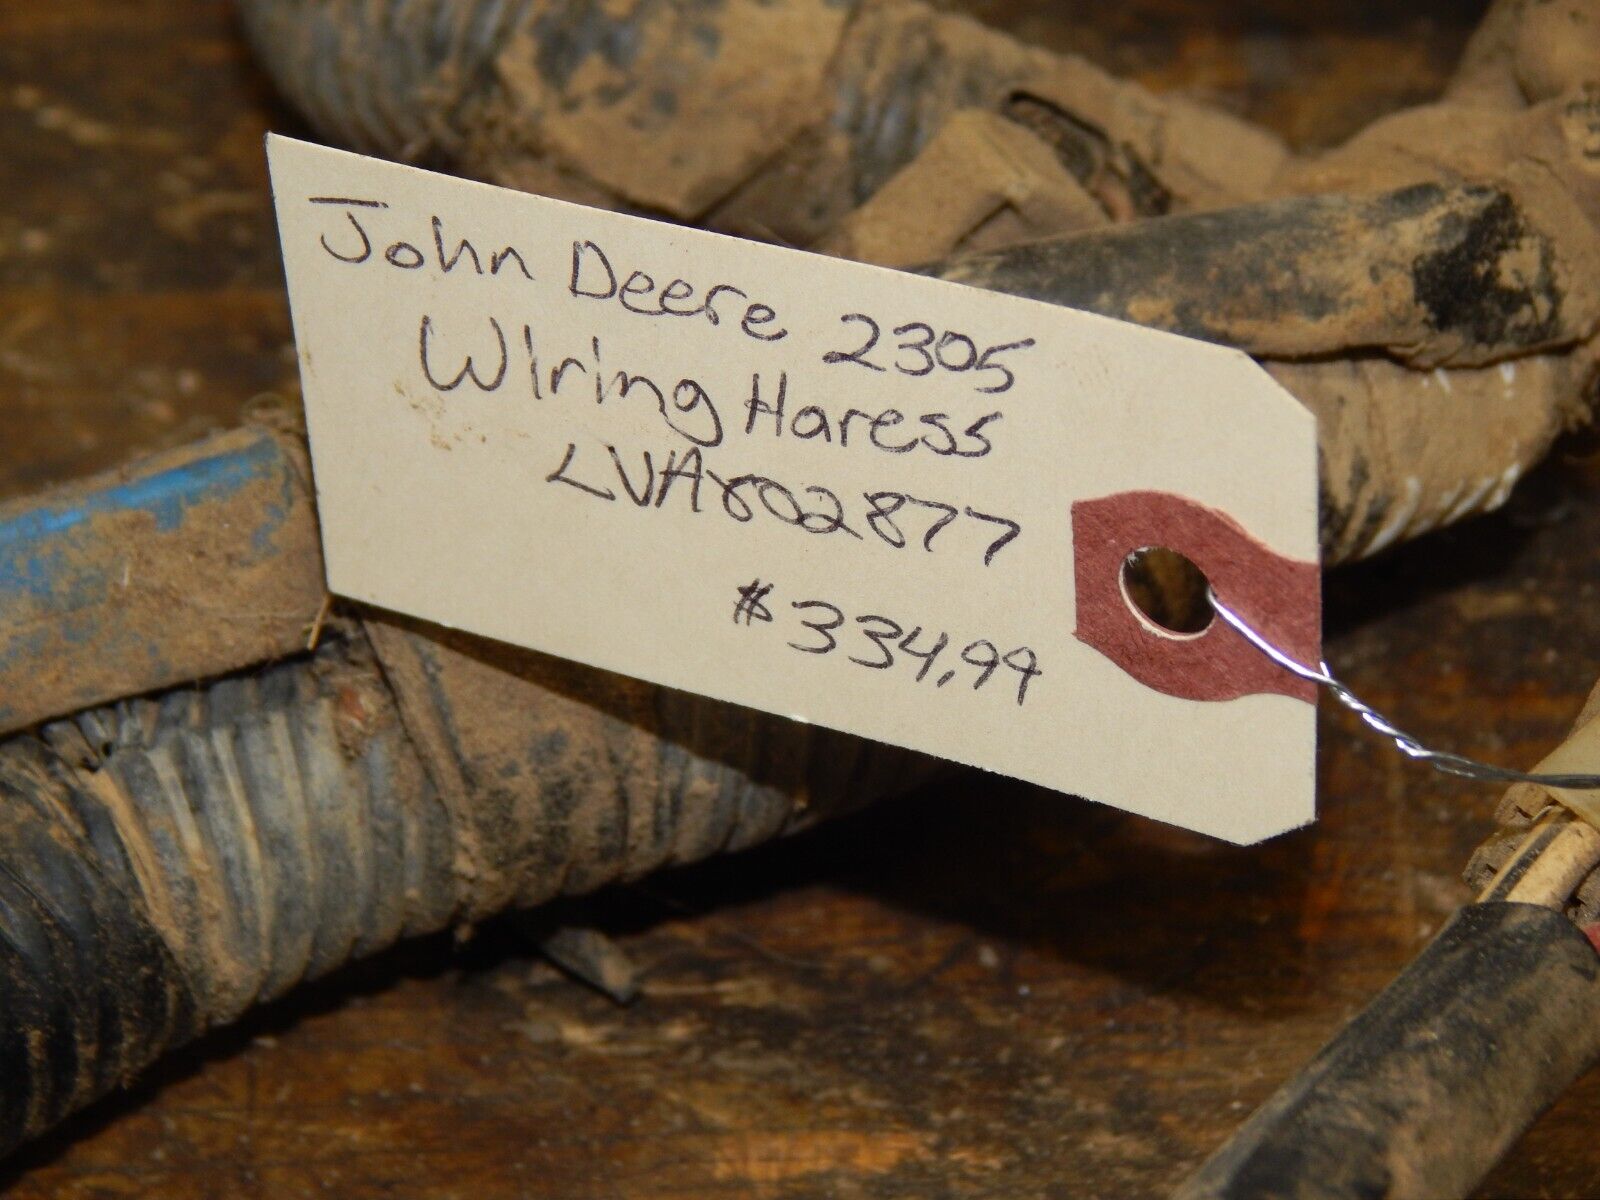 John Deere 2305
Wiring Haress
LVA802877
$334.99